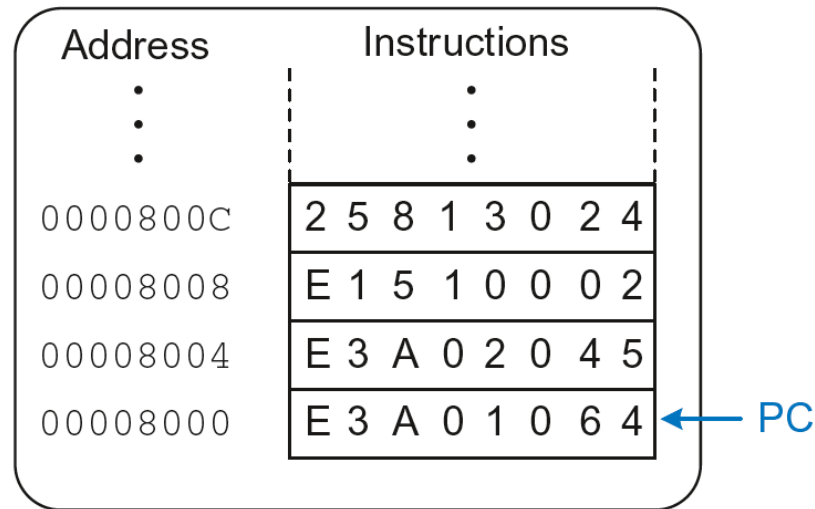 Address Instructions
0000800C 2 5 8 1 3 0 2 4
00008008 E 1 5 1 0 0 0 2
00008004 E 3 A 0 2 0 4 5
00008000 E 3 A 0 1 0 6 4 PC